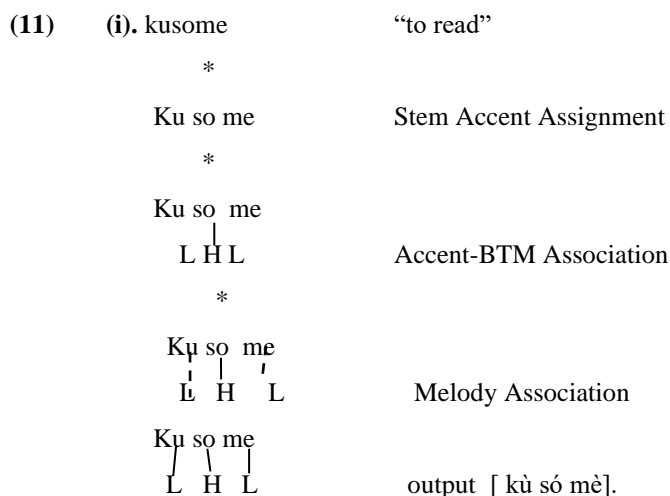 (11) (i). kusome “to read”
*
Ku so me Stem Accent Assignment
*
Ku so me
L H L Accent-BTM Association
*
Ku so me
L H L Melody Association
Ku so me
L H L output [ kù só mè].